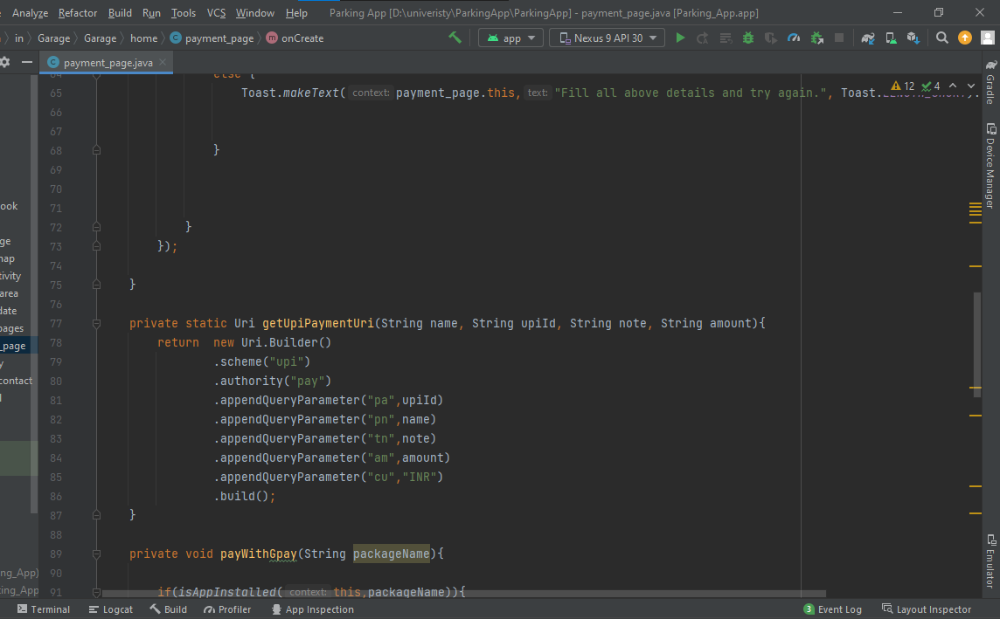 Analyze Refactor Build Run Tools VCS Window Help Parking App [D:\univeristy\ParkingApp\ParkingApp] - payment_page.java [Parking_App.app]
in Garage Garage home payment_page onCreate app Nexus 9 API 30
payment_page.java
64 else {
65 Toast.makeText( context: payment_page.this, text: "Fill all above details and try again.", Toast.LENGTH_SHORT).
12 4
66
67
68 }
69
70
71
72 }
73 });
74
75 }
76
77 private static Uri getUpiPaymentUri(String name, String upiId, String note, String amount){
78 return new Uri.Builder()
79 .scheme("upi")
80 .authority("pay")
81 .appendQueryParameter("pa",upiId)
82 .appendQueryParameter("pn",name)
83 .appendQueryParameter("tn",note)
84 .appendQueryParameter("am",amount)
85 .appendQueryParameter("cu","INR")
86 .build();
87 }
88
89 private void payWithGpay(String packageName){
90
91 if(isAppInstalled( context: this,packageName)){
ook
ge
map
tivity
area
date
pages
_page
y
contact
l
ng_App)
king_App
Gradle
Device Manager
Emulator
Terminal Logcat Build Profiler App Inspection 3 Event Log Layout Inspector